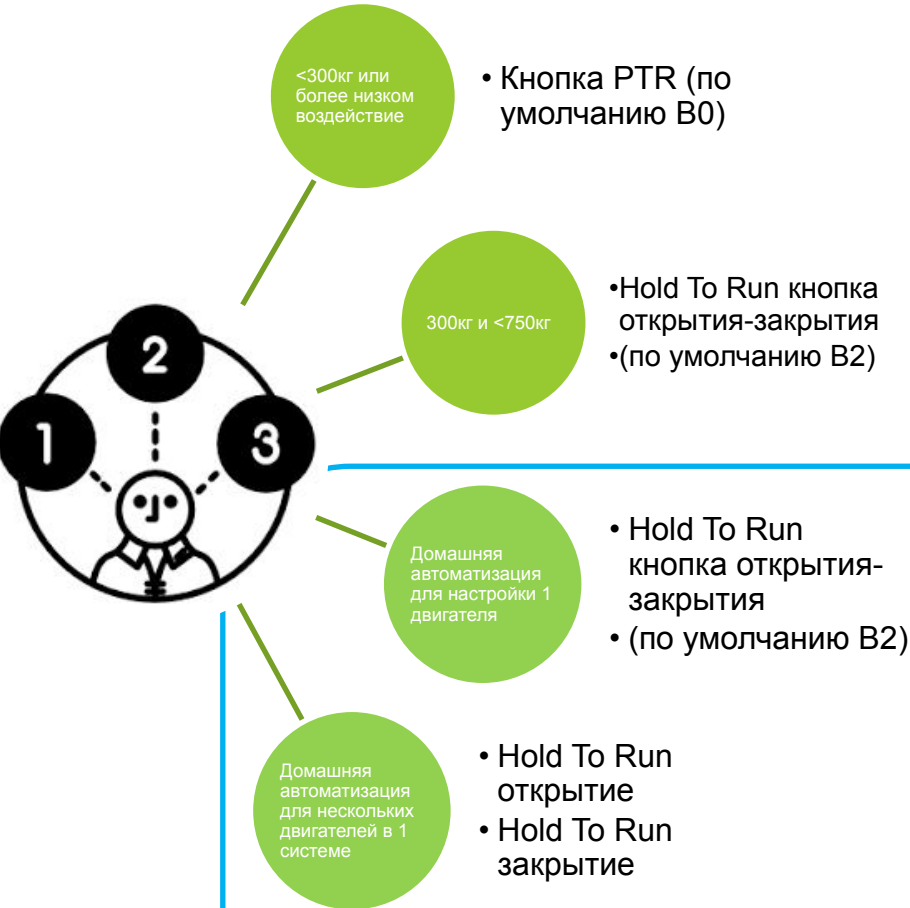 <300кг или
более низком
воздействие
• Кнопка PTR (по
умолчанию B0)
300кг и <750кг
•Hold To Run кнопка
открытия-закрытия
•(по умолчанию B2)
2
1
3
Домашняя
автоматизация
для настройки 1
двигателя
• Hold To Run
кнопка открытия-
закрытия
• (по умолчанию B2)
Домашняя
автоматизация
для нескольких
двигателей в 1
системе
• Hold To Run
открытие
• Hold To Run
закрытие